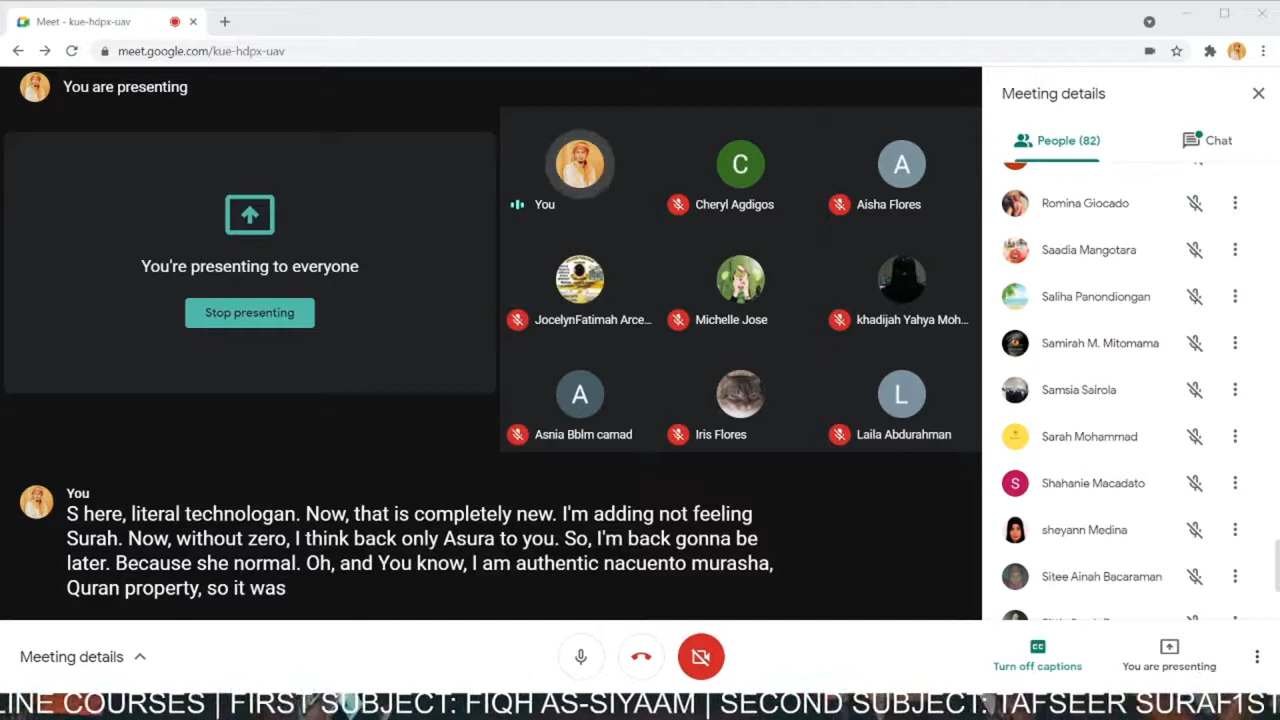 Meet - kue-hdpx-uav
meet.google.com/kue-hdpx-uav
You are presenting
You're presenting to everyone
Stop presenting
You
Cheryl Agdigos
Aisha Flores
JocelynFatimah Arce...
Michelle Jose
khadijah Yahya Moh...
Asnia Bblm camad
Iris Flores
Laila Abdurahman
C
A
A
L
You
S here, literal technologan. Now, that is completely new. I'm adding not feeling
Surah. Now, without zero, I think back only Asura to you. So, I'm back gonna be
later. Because she normal. Oh, and You know, I am authentic nacuento murasha,
Quran property, so it was
Meeting details
People (82)
Chat
Romina Giocado
Saadia Mangotara
Saliha Panondiongan
Samirah M. Mitomama
Samsia Sairola
Sarah Mohammad
S
Shahanie Macadato
sheyann Medina
Sitee Ainah Bacaraman
Meeting details
CC
Turn off captions
You are presenting
LINE COURSES | FIRST SUBJECT: FIQH AS-SIYAAM | SECOND SUBJECT: TAFSEER SURAF1ST